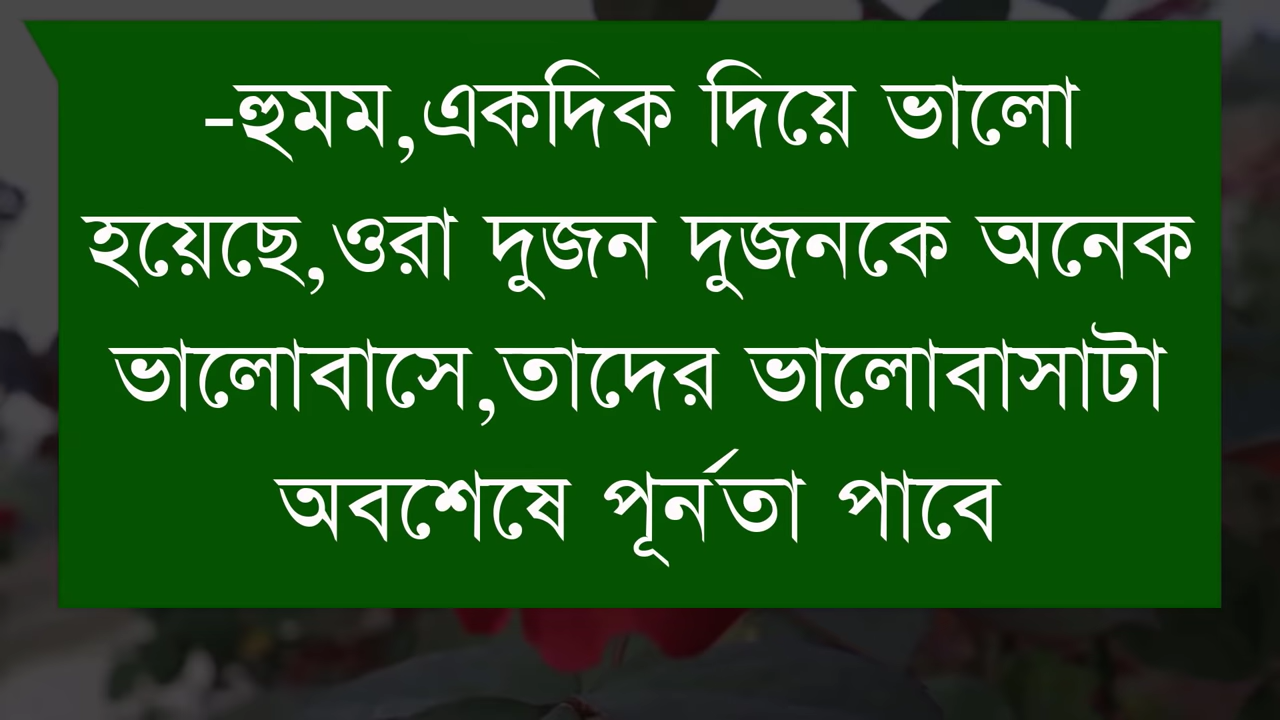 -হুমম,একদিক দিয়ে ভালো
হয়েছে,ওরা দুজন দুজনকে অনেক
ভালোবাসে,তাদের ভালোবাসাটা
অবশেষে পূর্নতা পাবে